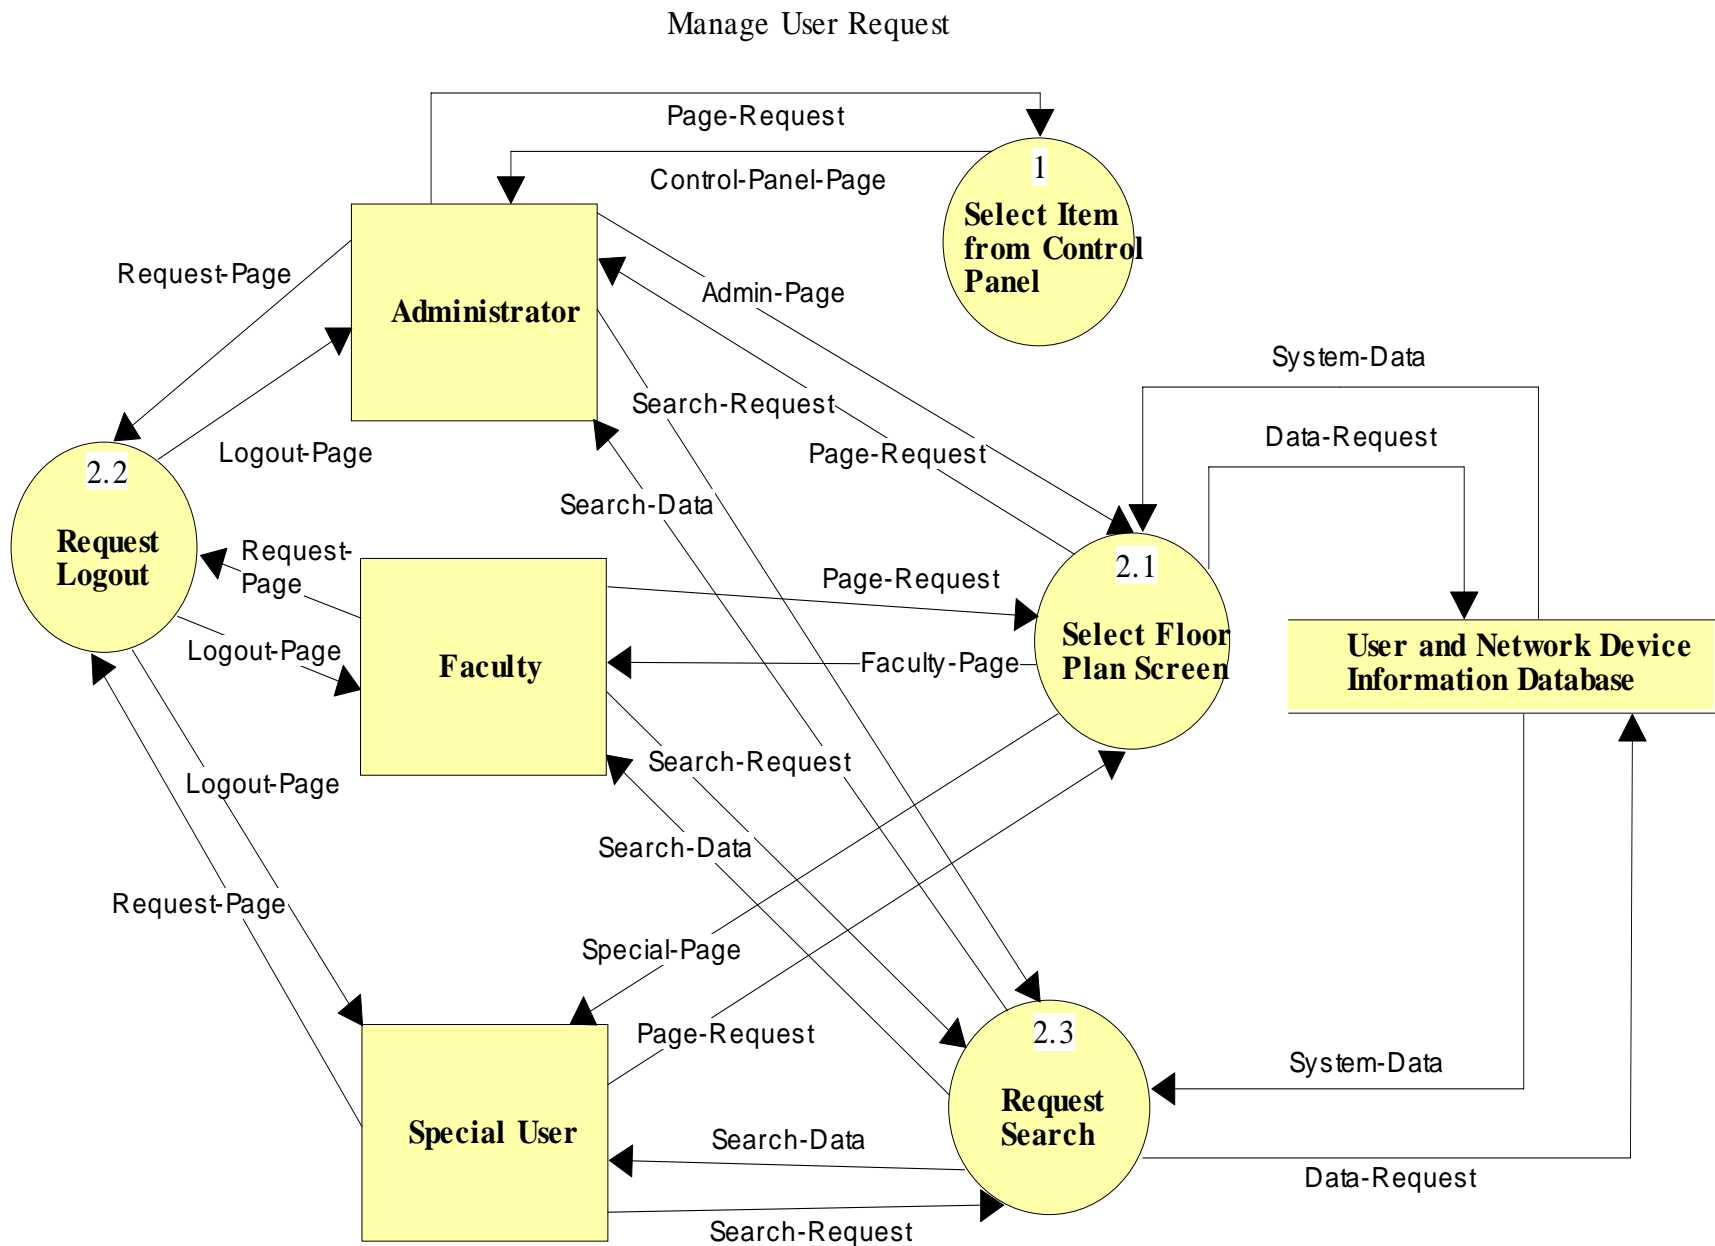 Manage User Request
Page-Request
Control-Panel-Page
1
Select Item
from Control
Panel
Request-Page
Administrator
Admin-Page
System-Data
Search-Request
Data-Request
Logout-Page
Page-Request
2.2
Request
Logout
Search-Data
Request-
Page
Page-Request
2.1
Select Floor
Plan Screen
Logout-Page
Faculty
Faculty-Page
User and Network Device
Information Database
Logout-Page
Search-Request
Search-Data
Request-Page
Special-Page
Page-Request
2.3
Request
Search
System-Data
Special User
Search-Data
Data-Request
Search-Request